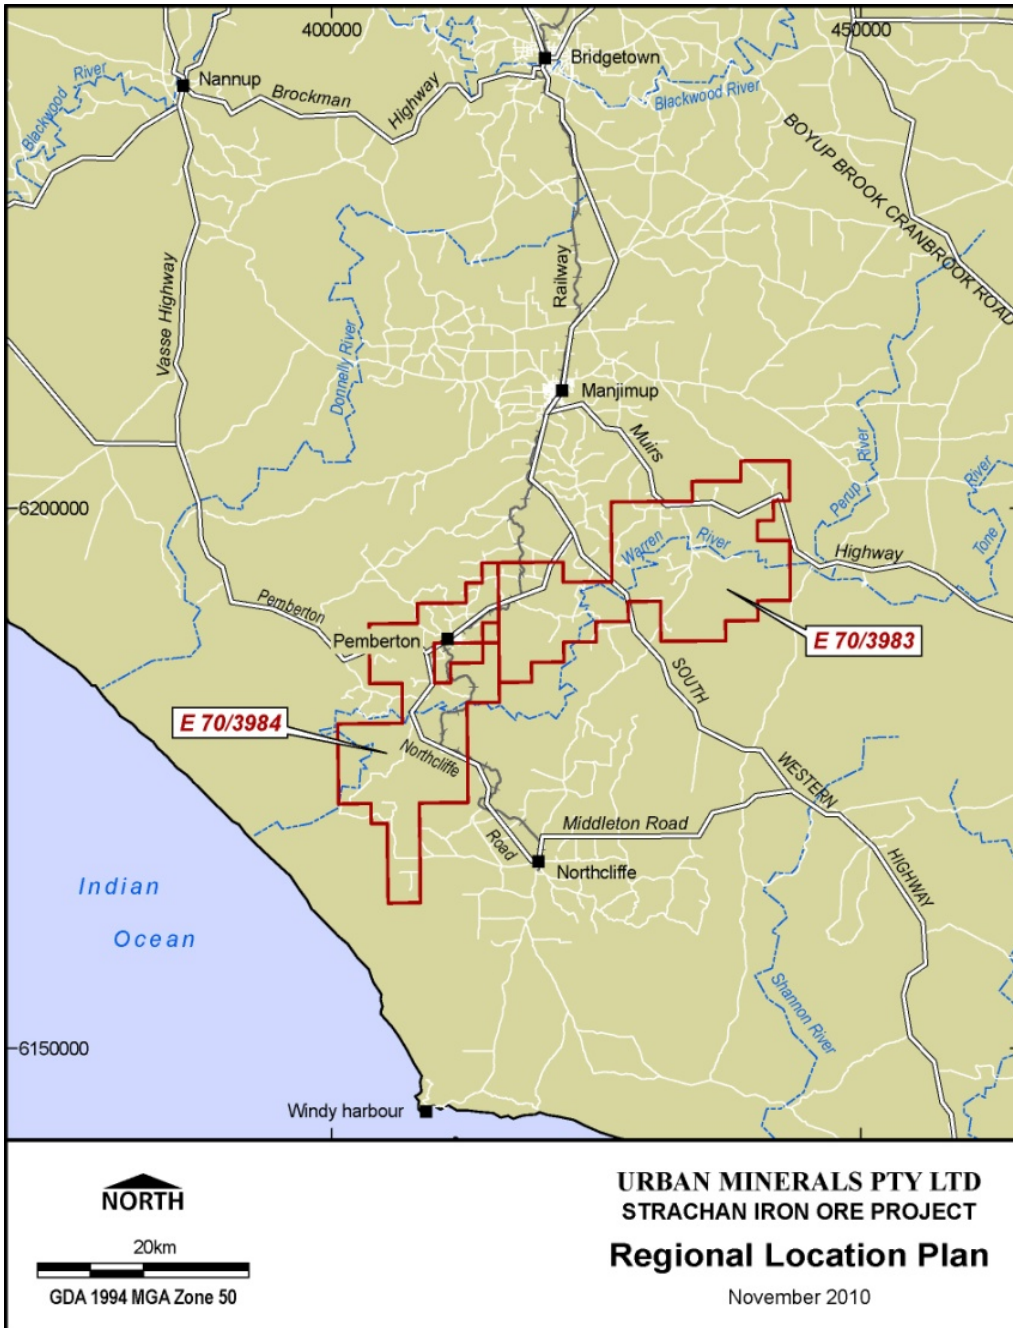 400000
450000
Bridgetown
Nannup
Blackwood River
Brockman
Highway
Blackwood River
BOYUP BROOK CRANBROOK ROAD
Vasse Highway
Railway
Donnelly River
Manjimup
Muirs
Perup River
Tone River
6200000
Warren River
Highway
Pemberton
Pemberton
E 70/3983
SOUTH
E 70/3984
Northcliffe
WESTERN
Middleton Road
Road
Northcliffe
HIGHWAY
Indian
Ocean
Shannon River
6150000
Windy harbour
NORTH
20km
GDA 1994 MGA Zone 50
URBAN MINERALS PTY LTD
STRACHAN IRON ORE PROJECT
Regional Location Plan
November 2010